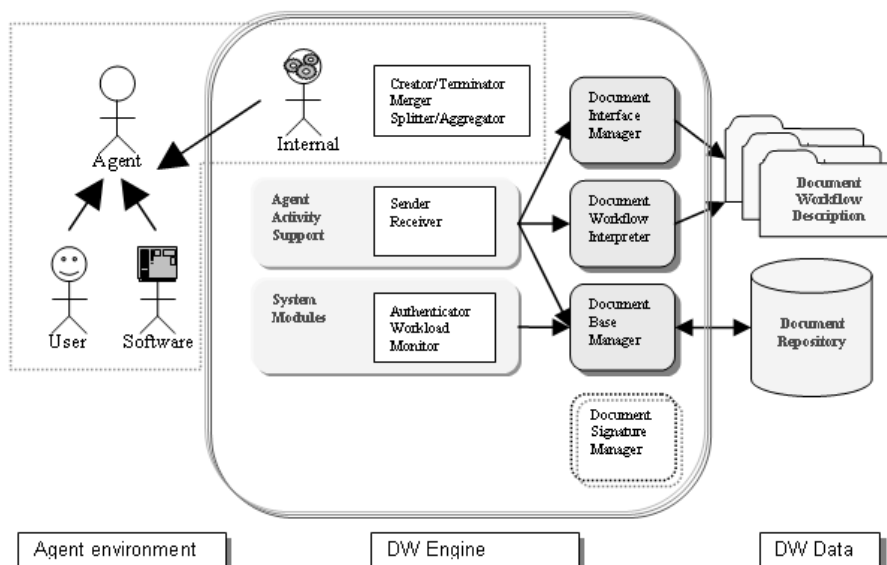 Creator/Terminator
Merger
Splitter/Aggregator
Internal
Agent
User
Software
Agent
Activity
Support
Sender
Receiver
System
Modules
Authenticator
Workload
Monitor
Document
Interface
Manager
Document
Workflow
Interpreter
Document
Base
Manager
Document
Signature
Manager
Document
Workflow
Description
Document
Repository
Agent environment
DW Engine
DW Data